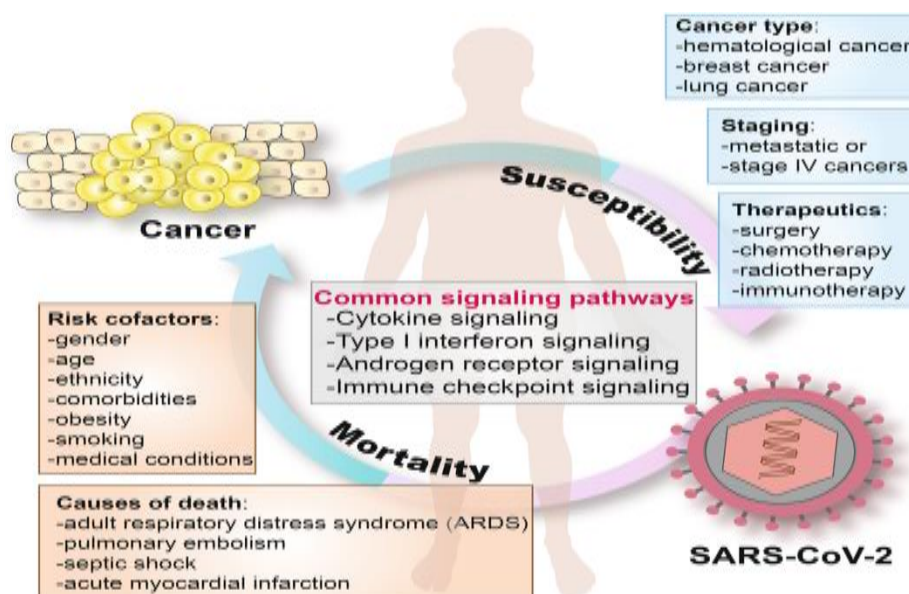 Cancer type:
-hematological cancer
-breast cancer
-lung cancer
Staging:
-metastatic or
-stage IV cancers
Therapeutics:
-surgery
-chemotherapy
-radiotherapy
-immunotherapy
Susceptibility
Cancer
Common signaling pathways
-Cytokine signaling
-Type I interferon signaling
-Androgen receptor signaling
-Immune checkpoint signaling
Risk cofactors:
-gender
-age
-ethnicity
-comorbidities
-obesity
-smoking
-medical conditions
Mortality
Causes of death:
-adult respiratory distress syndrome (ARDS)
-pulmonary embolism
-septic shock
-acute myocardial infarction
SARS-CoV-2